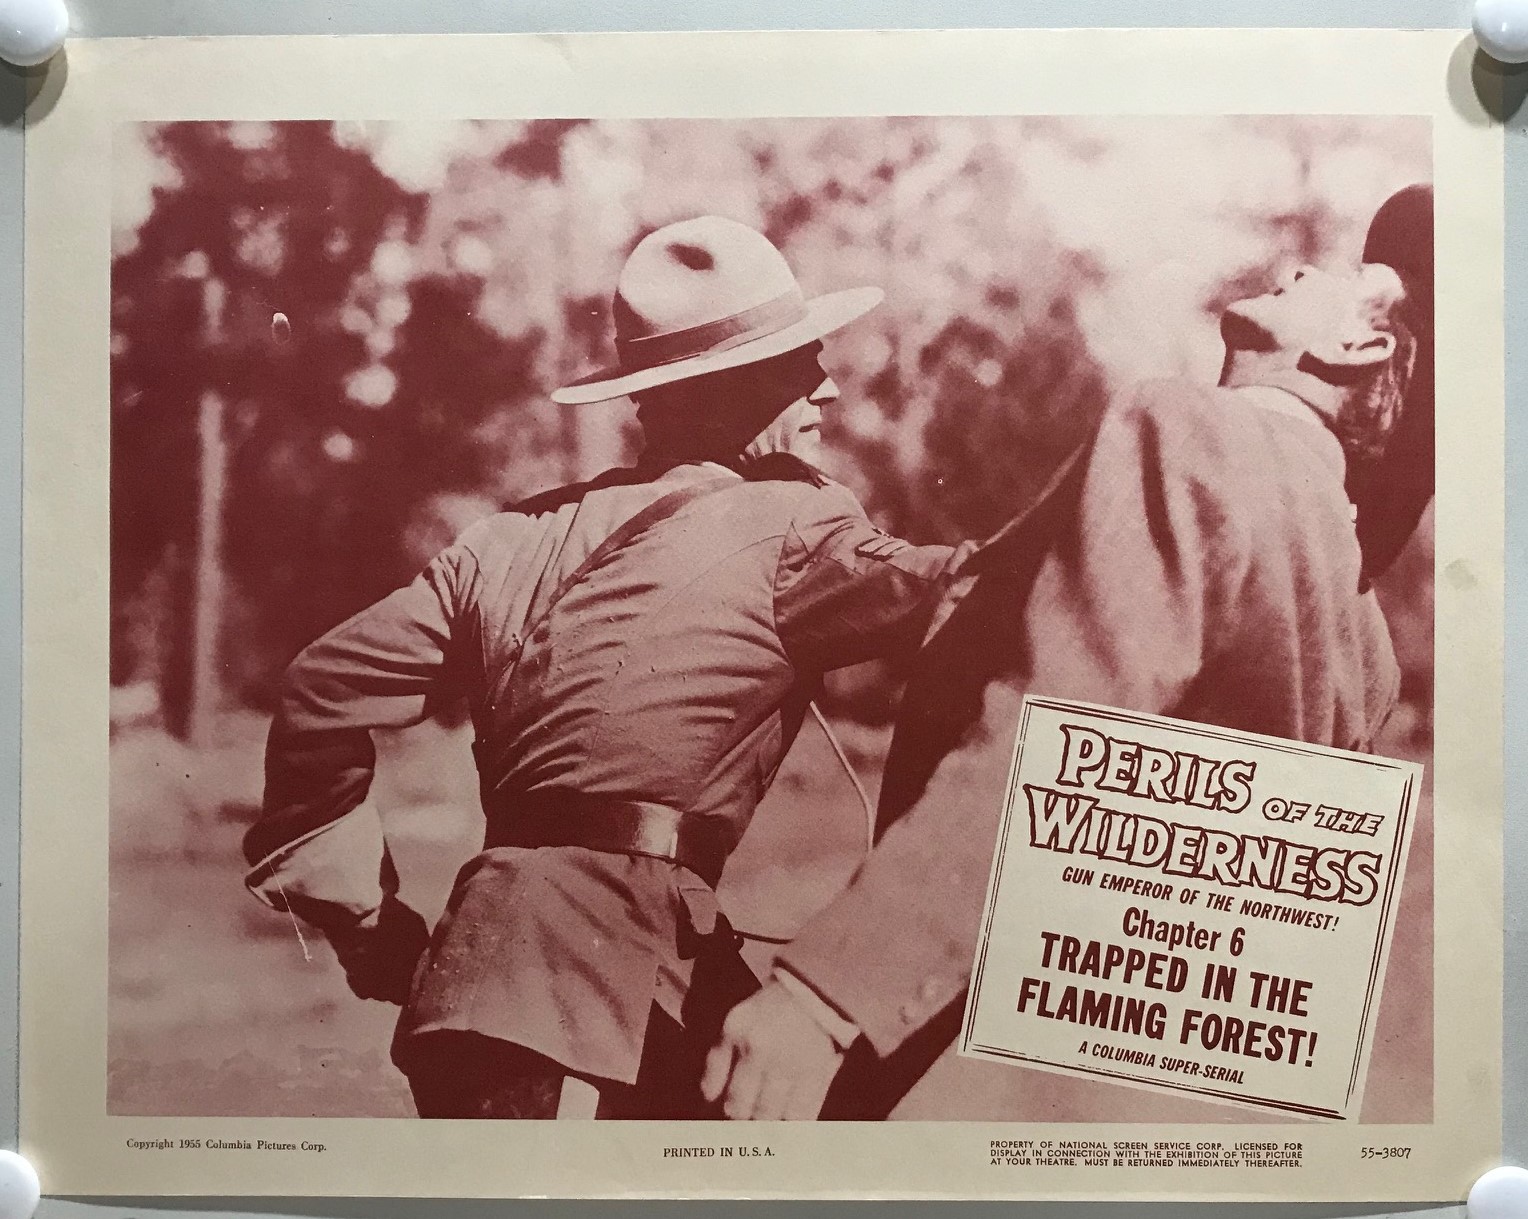 PERILS OF THE
WILDERNESS
GUN EMPEROR OF THE NORTHWEST!
Chapter 6
TRAPPED IN THE
FLAMING FOREST!
A COLUMBIA SUPER-SERIAL
Copyright 1955 Columbia Pictures Corp.
PRINTED IN U. S. A.
PROPERTY OF NATIONAL SCREEN SERVICE CORP. LICENSED FOR
DISPLAY IN CONNECTION WITH THE EXHIBITION OF THIS PICTURE
AT YOUR THEATRE. MUST BE RETURNED IMMEDIATELY THEREAFTER.
55-3807